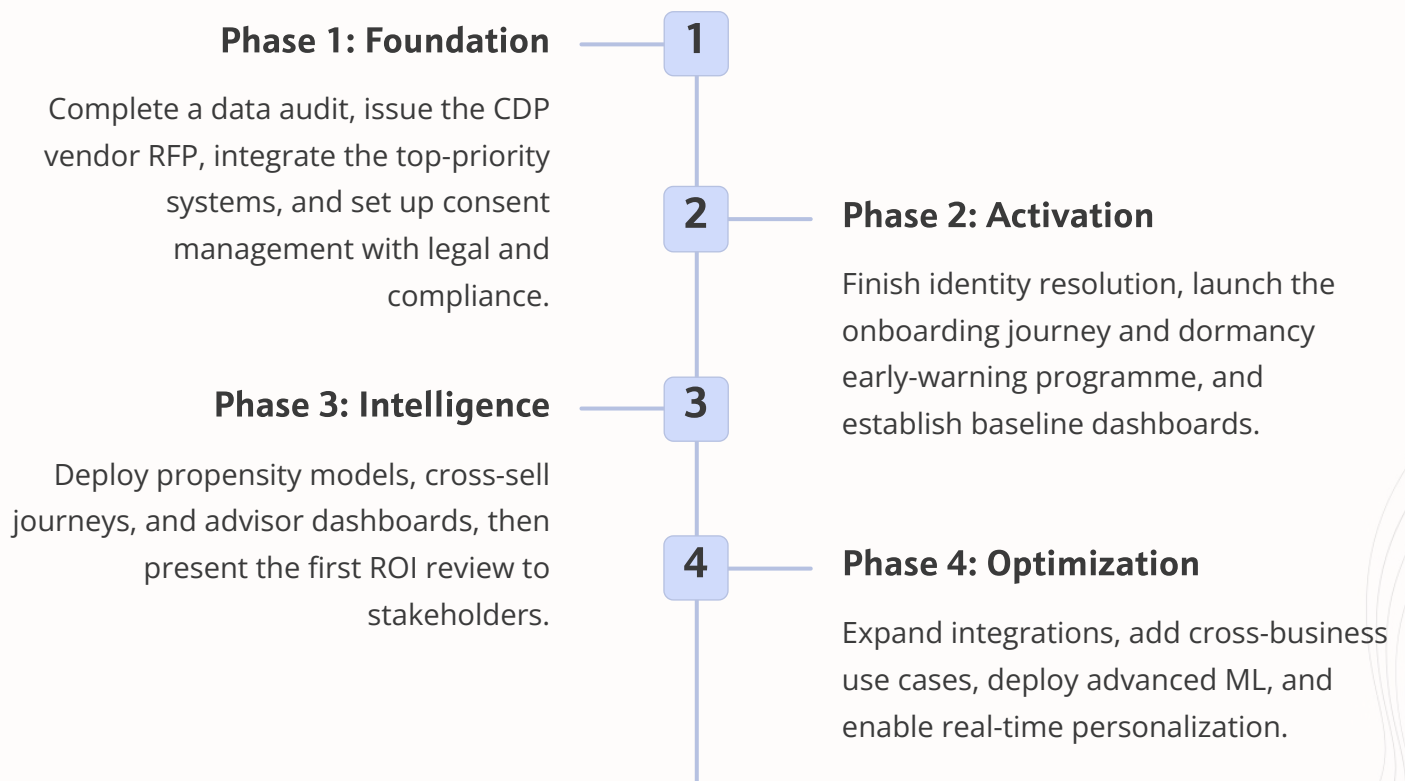 Phase 1: Foundation
1
Complete a data audit, issue the CDP
vendor RFP, integrate the top-priority
systems, and set up consent
management with legal and
compliance.
2
Phase 2: Activation
Finish identity resolution, launch the
onboarding journey and dormancy
early-warning programme, and
establish baseline dashboards.
Phase 3: Intelligence
3
Deploy propensity models, cross-sell
journeys, and advisor dashboards, then
present the first ROI review to
stakeholders.
4
Phase 4: Optimization
Expand integrations, add cross-business
use cases, deploy advanced ML, and
enable real-time personalization.